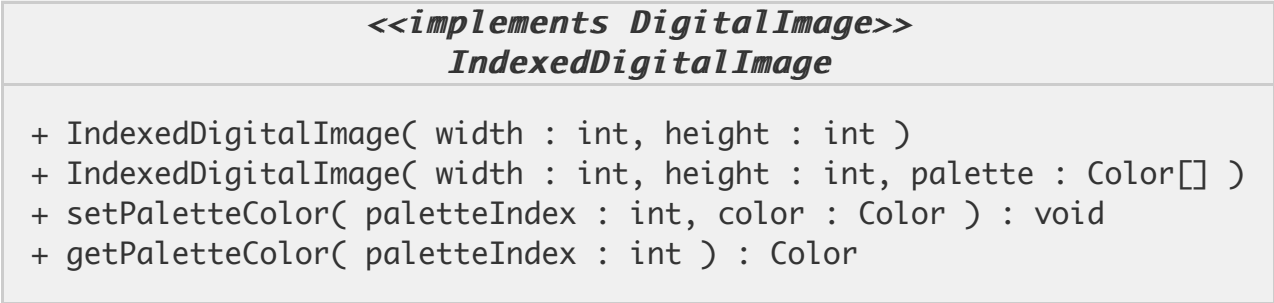 <<implements DigitalImage>>
IndexedDigitalImage
+ IndexedDigitalImage( width : int, height : int )
+ IndexedDigitalImage( width : int, height : int, palette : Color[] )
+ setPaletteColor( paletteIndex : int, color : Color ) : void
+ getPaletteColor( paletteIndex : int ) : Color